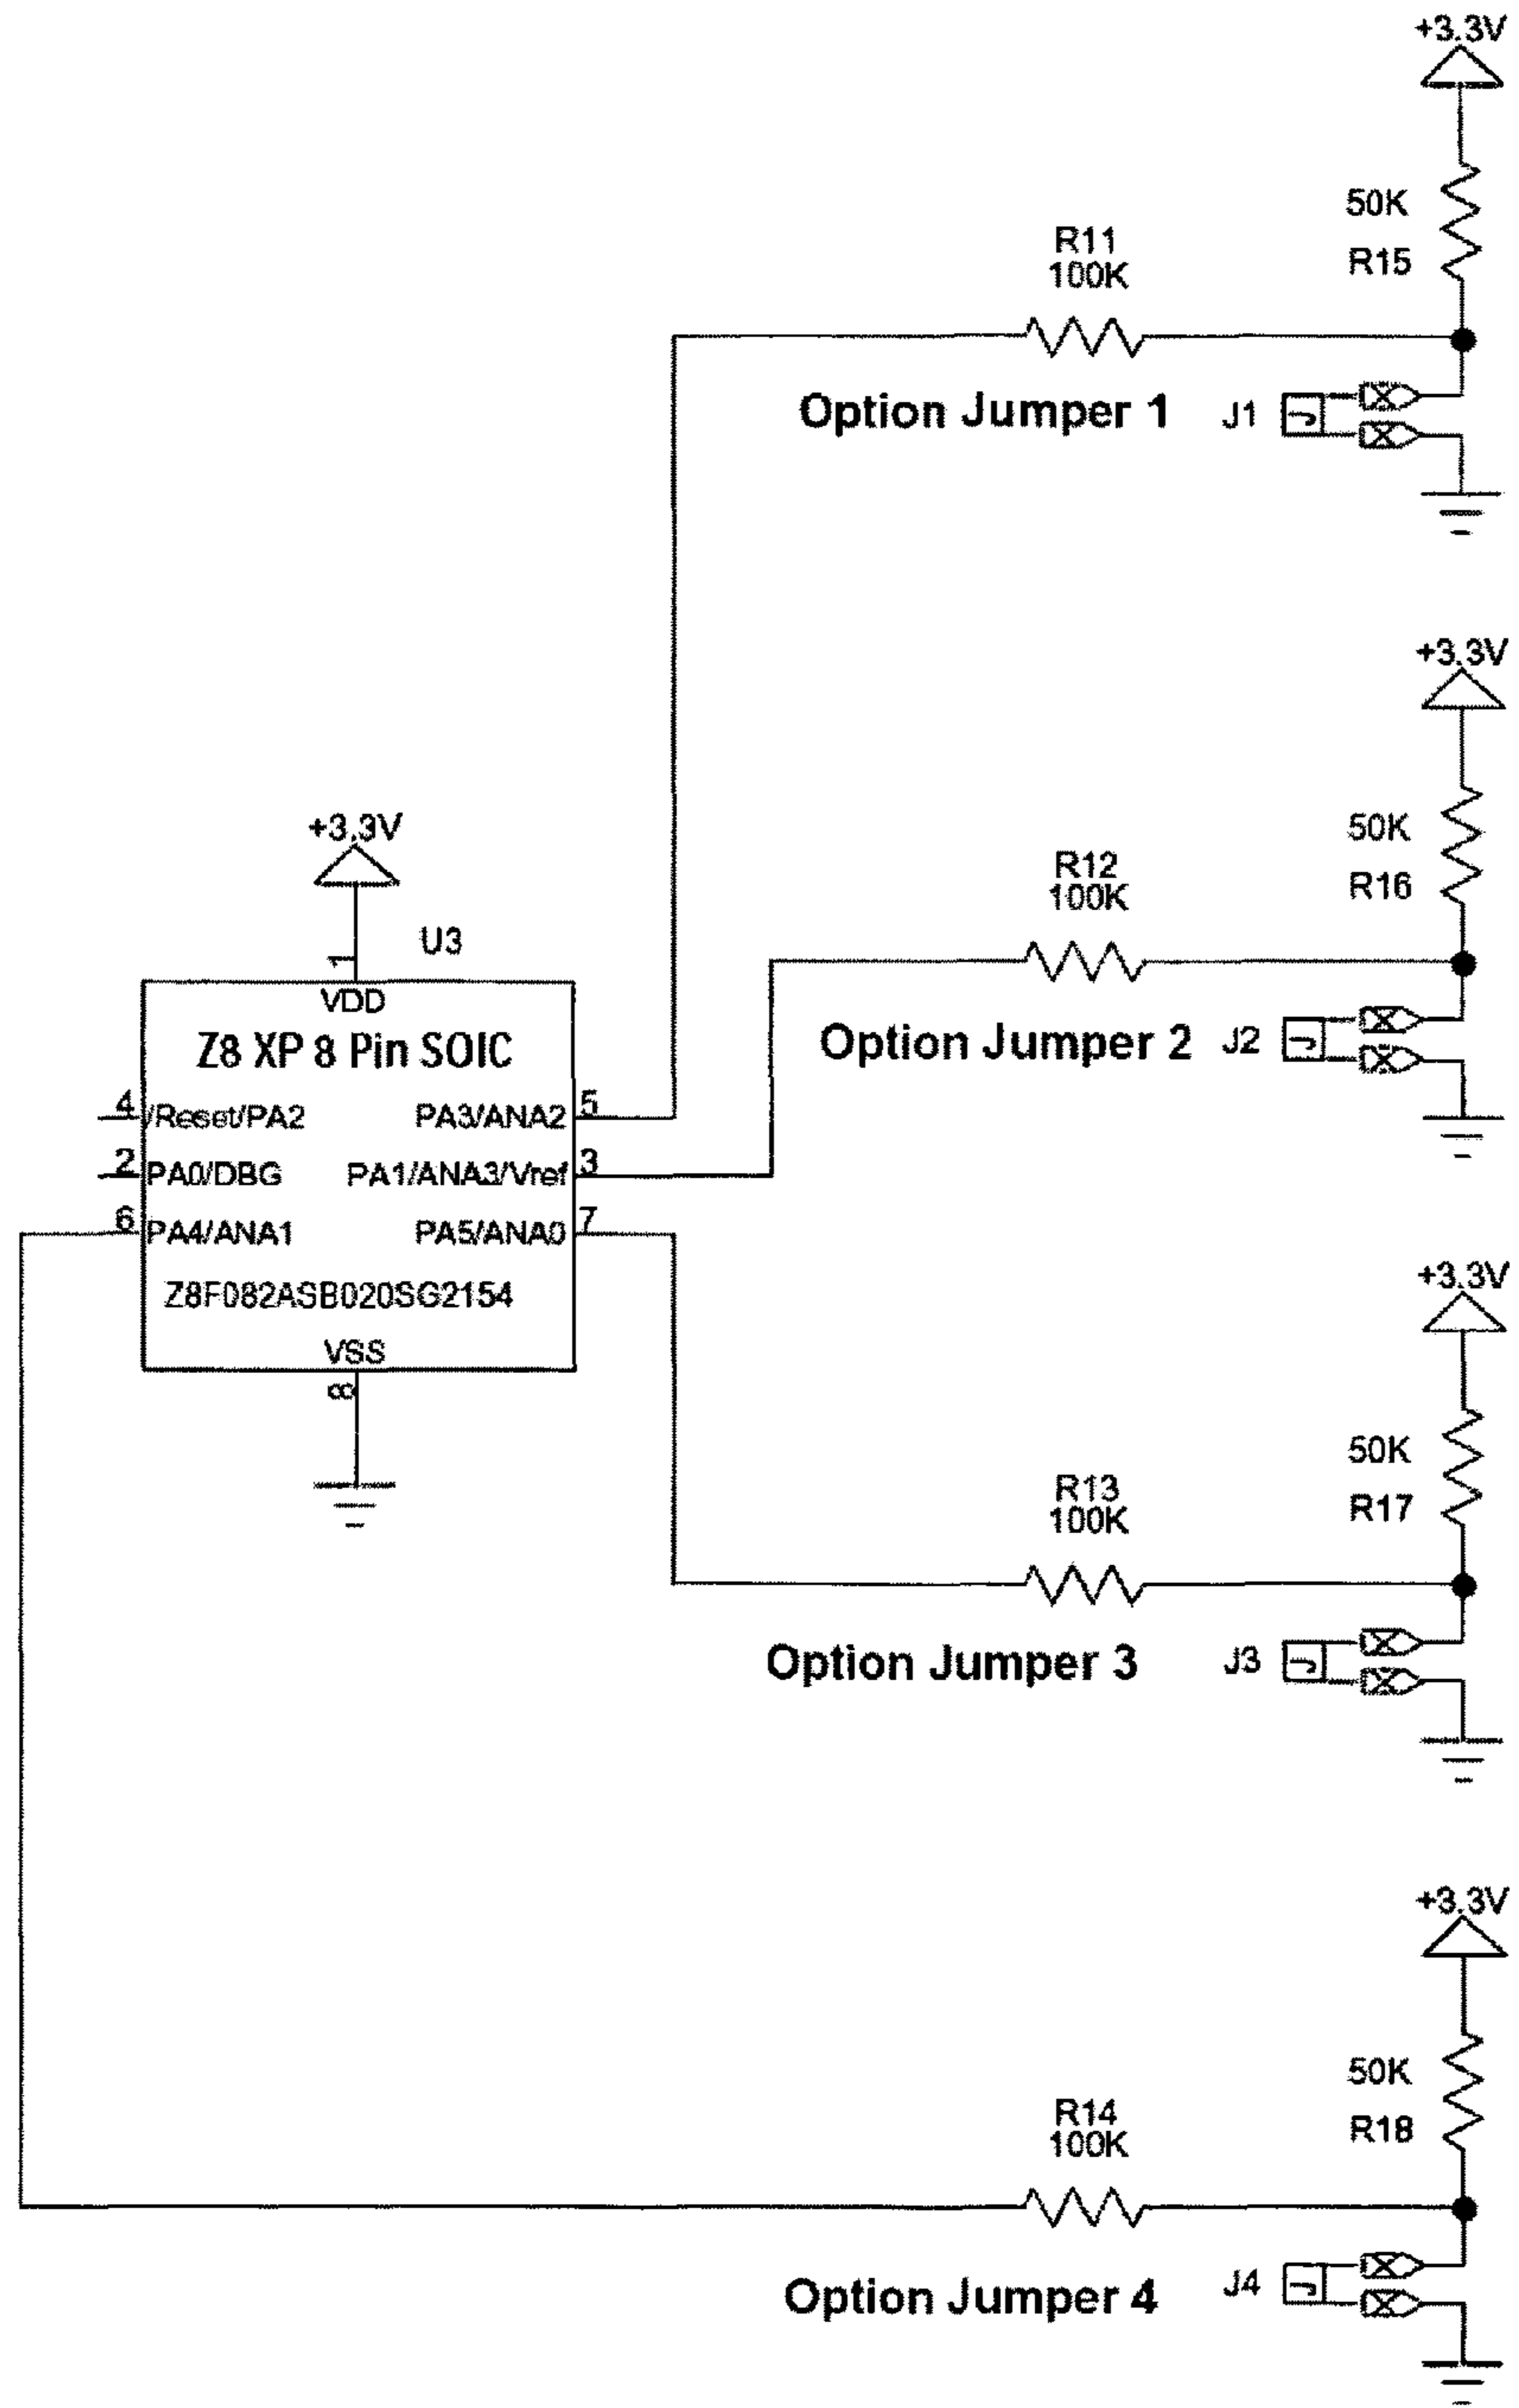 +3.3V
50K
R15
R11
100K
Option Jumper 1
J1
J
+3.3V
50K
R16
R12
100K
Option Jumper 2
J2
J
+3.3V
1
U3
VDD
Z8 XP 8 Pin SOIC
4
/Reset/PA2
PA3/ANA2
5
2
PA0/DBG
PA1/ANA3/Vref
3
6
PA4/ANA1
PA5/ANA0
7
Z8F082ASB020SG2154
VSS
8
+3.3V
50K
R17
R13
100K
Option Jumper 3
J3
J
+3.3V
50K
R18
R14
100K
Option Jumper 4
J4
J